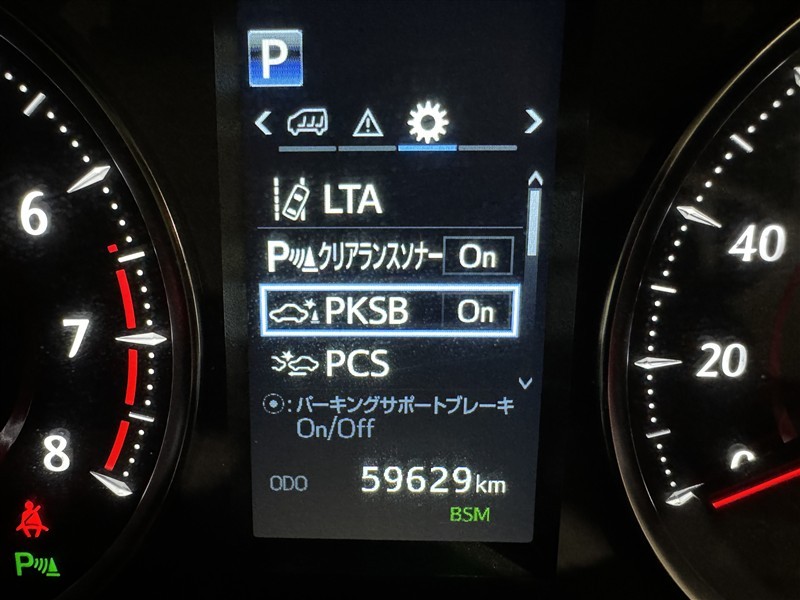 P
LTA
P クリアランスソナー On
PKSB On
PCS
:パーキングサポートブレーキ
On/Off
ODO 59629km
BSM
6
7
8
P
40
20
0